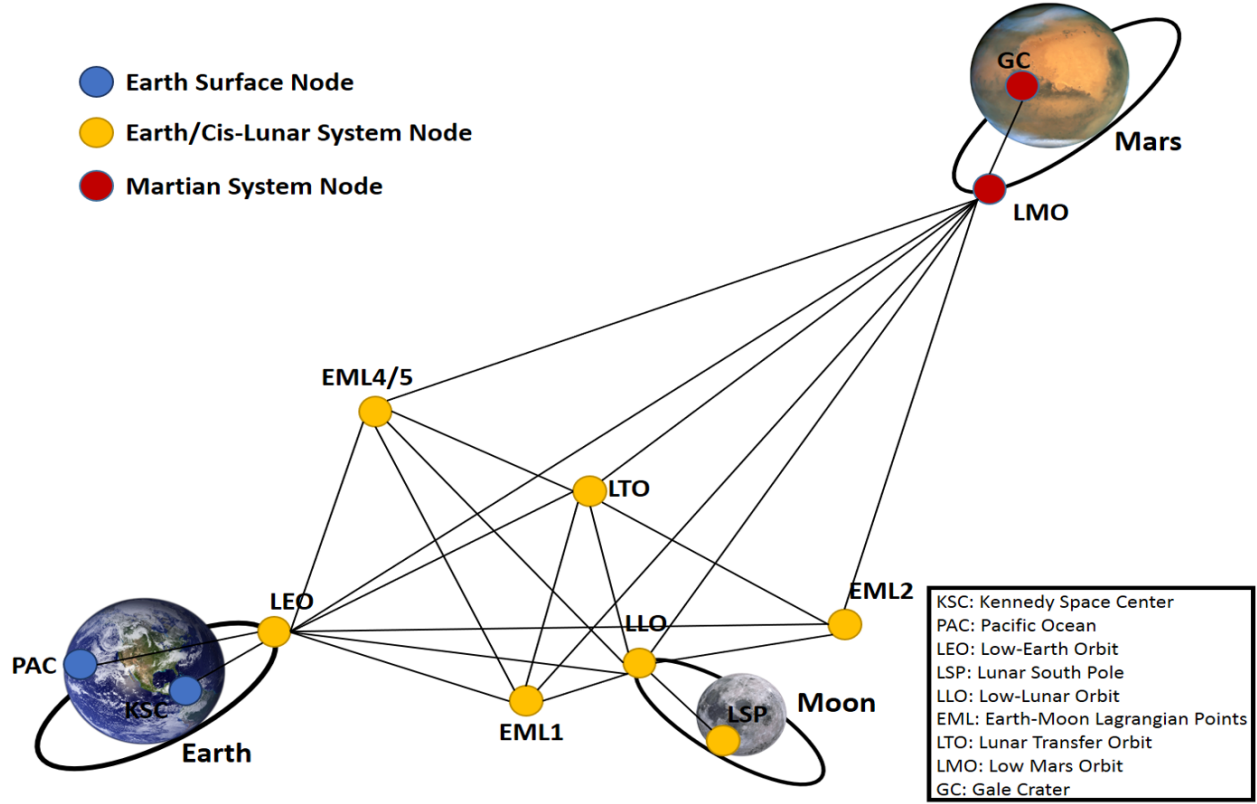 Earth Surface Node
Earth/Cis-Lunar System Node
Martian System Node
GC
Mars
LMO
EML4/5
LTO
EML2
LEO
LLO
PAC
KSC
Earth
EML1
LSP
Moon
KSC: Kennedy Space Center
PAC: Pacific Ocean
LEO: Low-Earth Orbit
LSP: Lunar South Pole
LLO: Low-Lunar Orbit
EML: Earth-Moon Lagrangian Points
LTO: Lunar Transfer Orbit
LMO: Low Mars Orbit
GC: Gale Crater